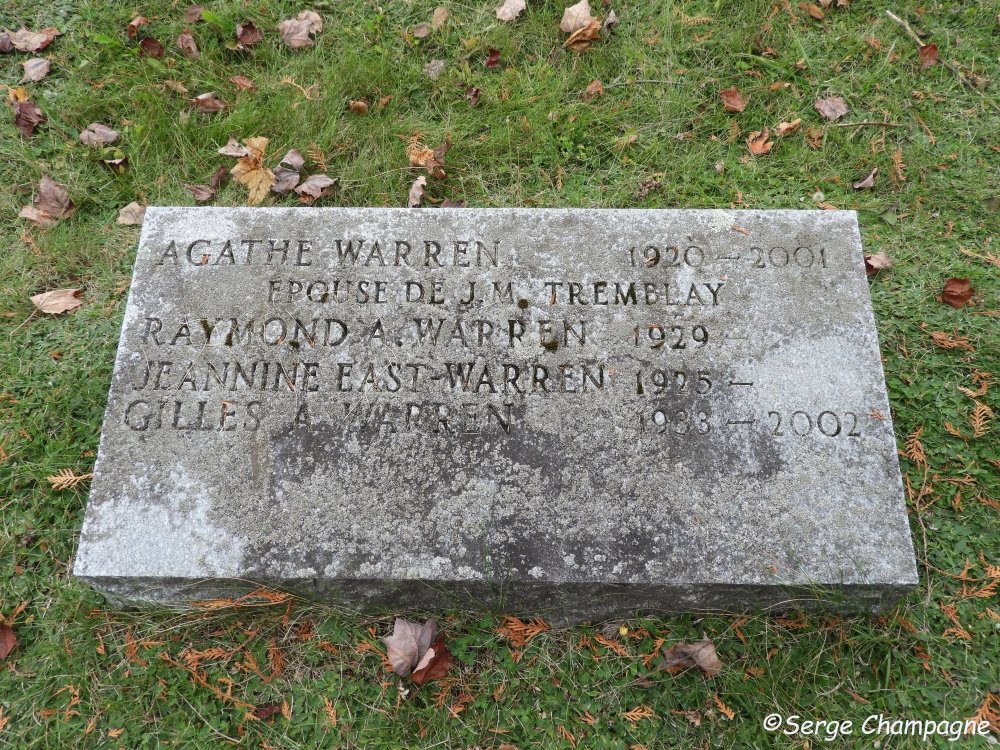 AGATHE WARREN 1920 – 2001
EPOUSE DE J.M. TREMBLAY
RAYMOND A. WARREN 1929 –
JEANNINE EAST-WARREN 1925 –
GILLES A. WARREN 1933 – 2002
©Serge Champagne